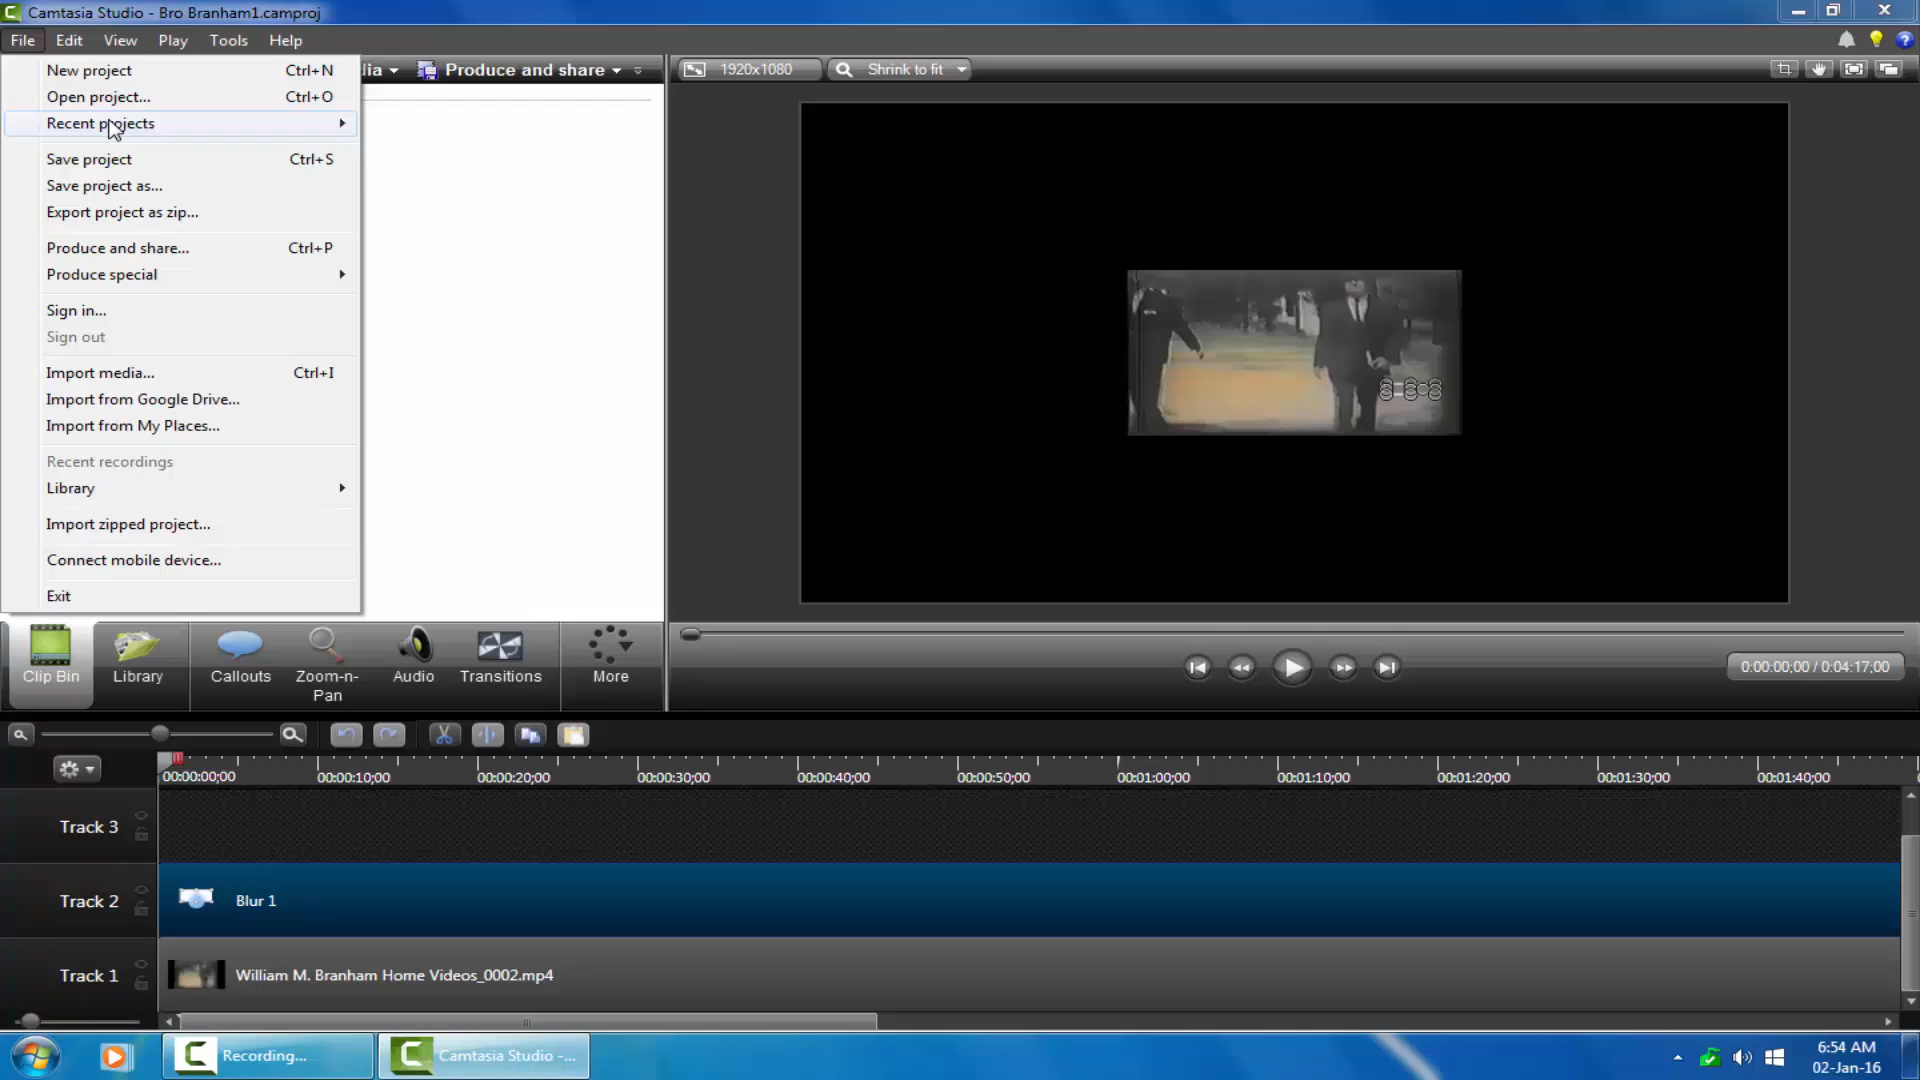 Camtasia Studio - Bro Branham1.camproj
File Edit View Play Tools Help
New project Ctrl+N
Open project... Ctrl+O
Recent projects
Save project Ctrl+S
Save project as...
Export project as zip...
Produce and share... Ctrl+P
Produce special
Sign in...
Sign out
Import media... Ctrl+I
Import from Google Drive...
Import from My Places...
Recent recordings
Library
Import zipped project...
Connect mobile device...
Exit
dia Produce and share
1920x1080 Shrink to fit
Clip Bin Library Callouts Zoom-n-Pan Audio Transitions More
0:00:00;00 / 0:04:17;00
00:00:00;00 00:00:10;00 00:00:20;00 00:00:30;00 00:00:40;00 00:00:50;00 00:01:00;00 00:01:10;00 00:01:20;00 00:01:30;00 00:01:40;00
Track 3
Track 2 Blur 1
Track 1 William M. Branham Home Videos_0002.mp4
Recording... Camtasia Studio -...
6:54 AM
02-Jan-16